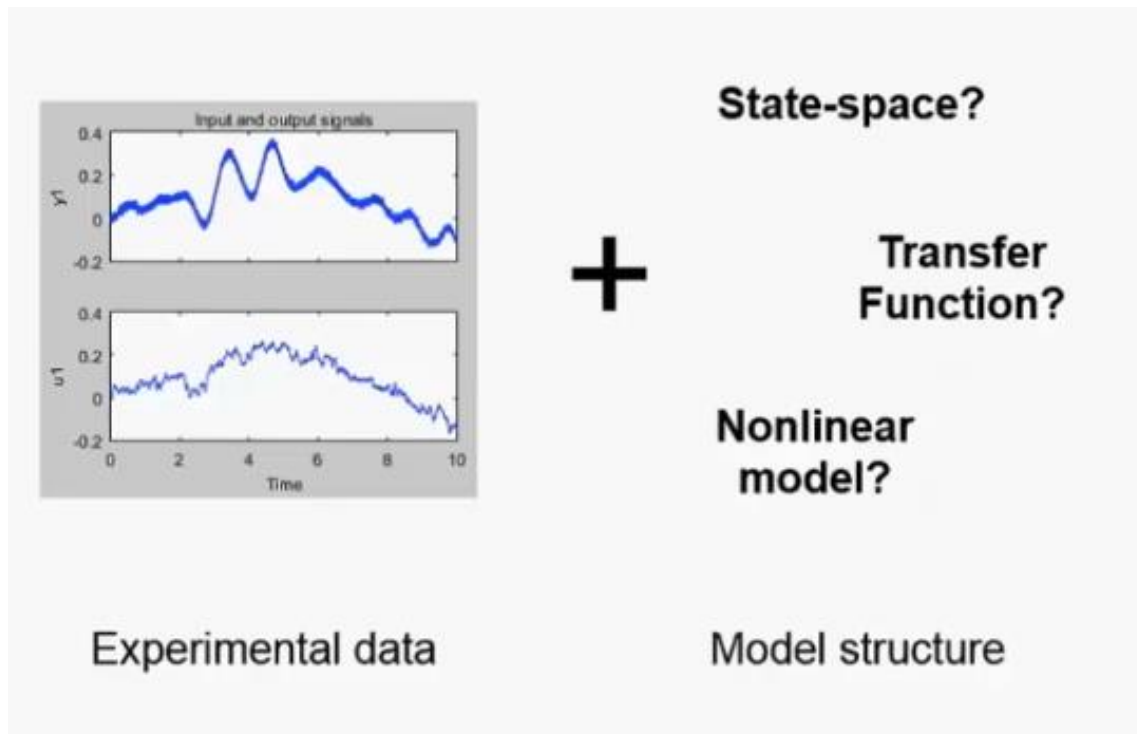 Input and output signals
0.4
0.2
0
-0.2
y1
0.4
0.2
0
-0.2
u1
0 2 4 6 8 10
Time
+
State-space?
Transfer
Function?
Nonlinear
model?
Experimental data
Model structure